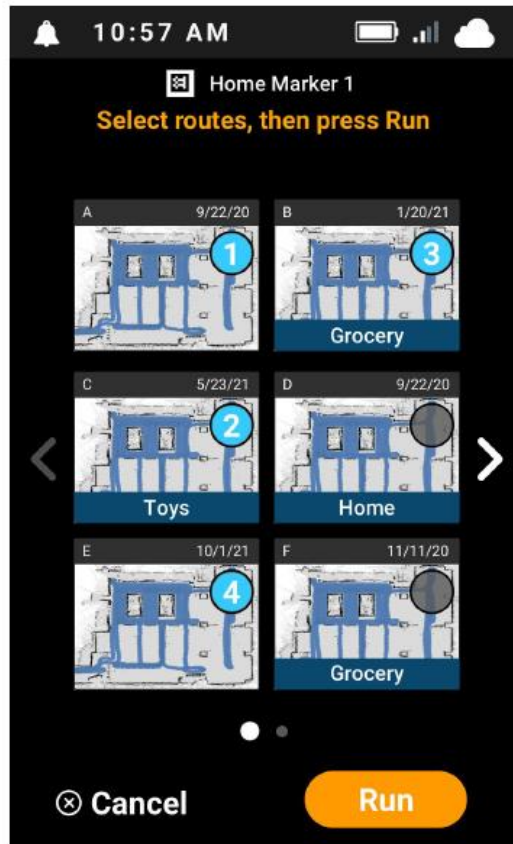 10:57 AM
Home Marker 1
Select routes, then press Run
A 9/22/20
1
B 1/20/21
3
Grocery
C 5/23/21
2
Toys
D 9/22/20
Home
E 10/1/21
4
F 11/11/20
Grocery
Cancel
Run